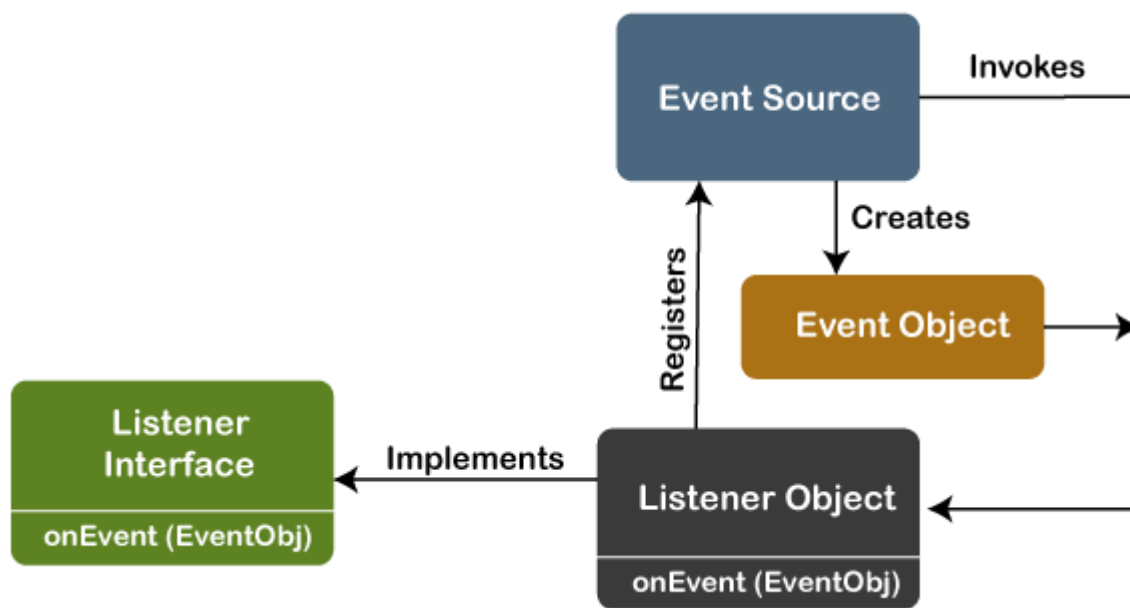 Invokes
Event Source
Creates
Registers
Event Object
Listener
Interface
Implements
Listener Object
onEvent (EventObj)
onEvent (EventObj)